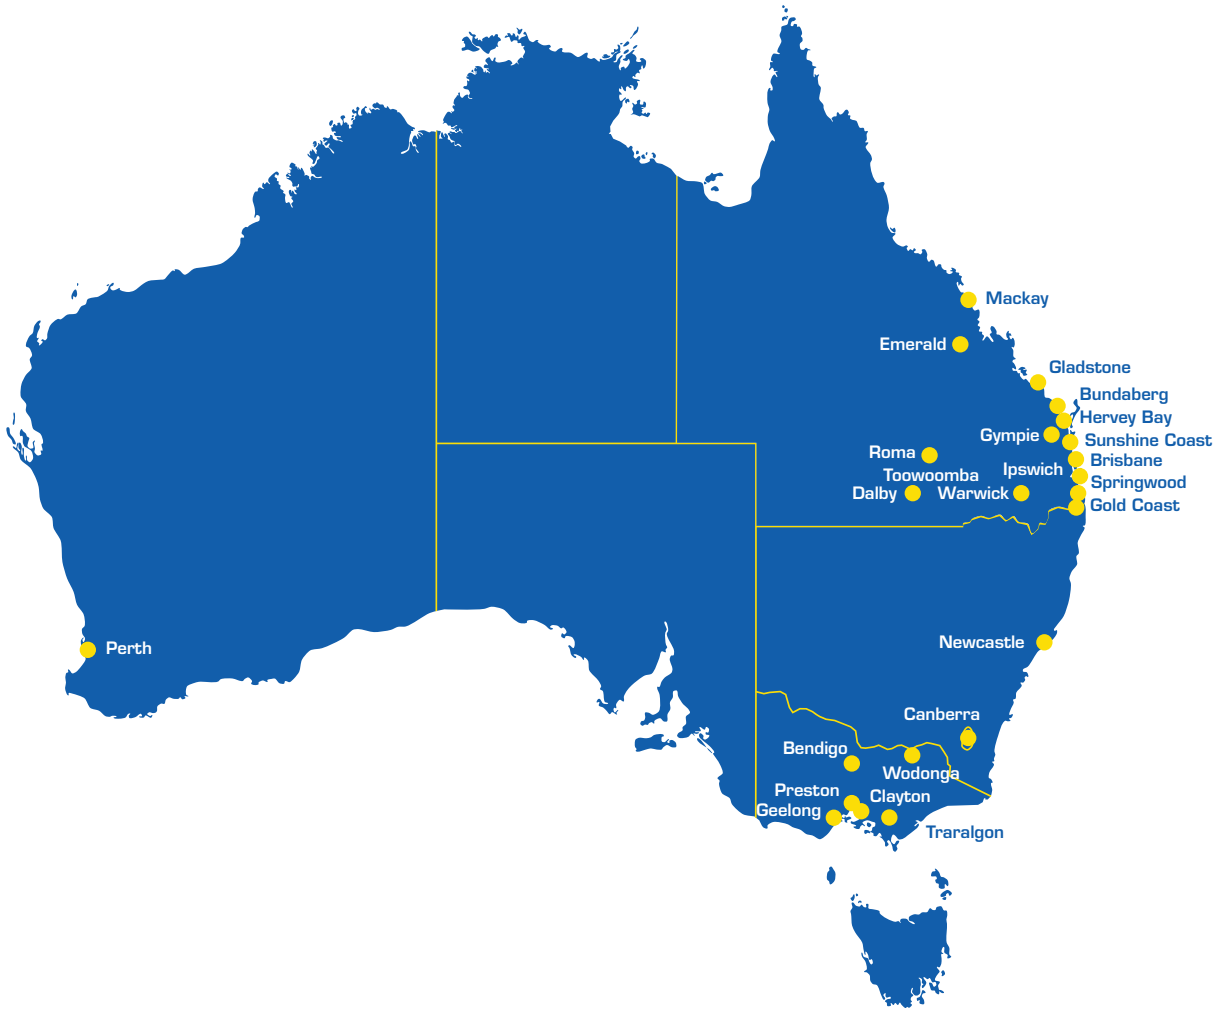 Mackay
Emerald
Gladstone
Bundaberg
Hervey Bay
Gympie
Sunshine Coast
Roma
Brisbane
Ipswich
Toowoomba
Springwood
Dalby
Warwick
Gold Coast
Newcastle
Perth
Canberra
Bendigo
Wodonga
Preston
Clayton
Geelong
Traralgon